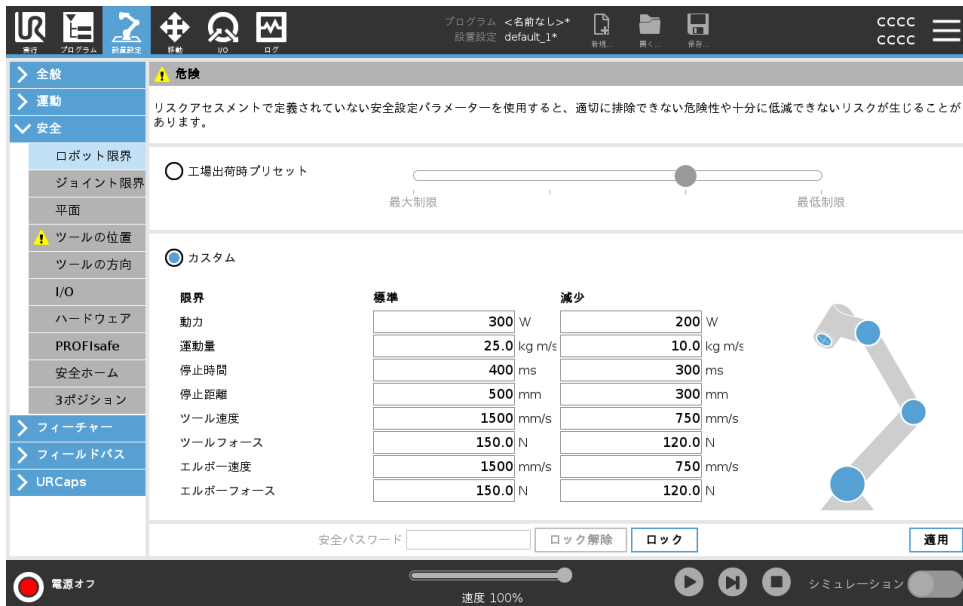 UR
実行
プログラム
設置設定
移動
I/O
ログ
プログラム <名前なし>*
設置設定 default_1*
新規...
開く...
保存...
cccc
cccc
全般
運動
安全
ロボット限界
ジョイント限界
平面
ツールの位置
ツールの方向
I/O
ハードウェア
PROFIsafe
安全ホーム
3ポジション
フィーチャー
フィールドバス
URCaps
危険
リスクアセスメントで定義されていない安全設定パラメーターを使用すると、適切に排除できない危険性や十分に低減できないリスクが生じることが
あります。
工場出荷時プリセット
最大制限 最低制限
カスタム
限界 標準 減少
動力 300 W 200 W
運動量 25.0 kg m/s 10.0 kg m/s
停止時間 400 ms 300 ms
停止距離 500 mm 300 mm
ツール速度 1500 mm/s 750 mm/s
ツールフォース 150.0 N 120.0 N
エルボー速度 1500 mm/s 750 mm/s
エルボーフォース 150.0 N 120.0 N
安全パスワード ロック解除 ロック 適用
電源オフ
速度 100%
シミュレーション